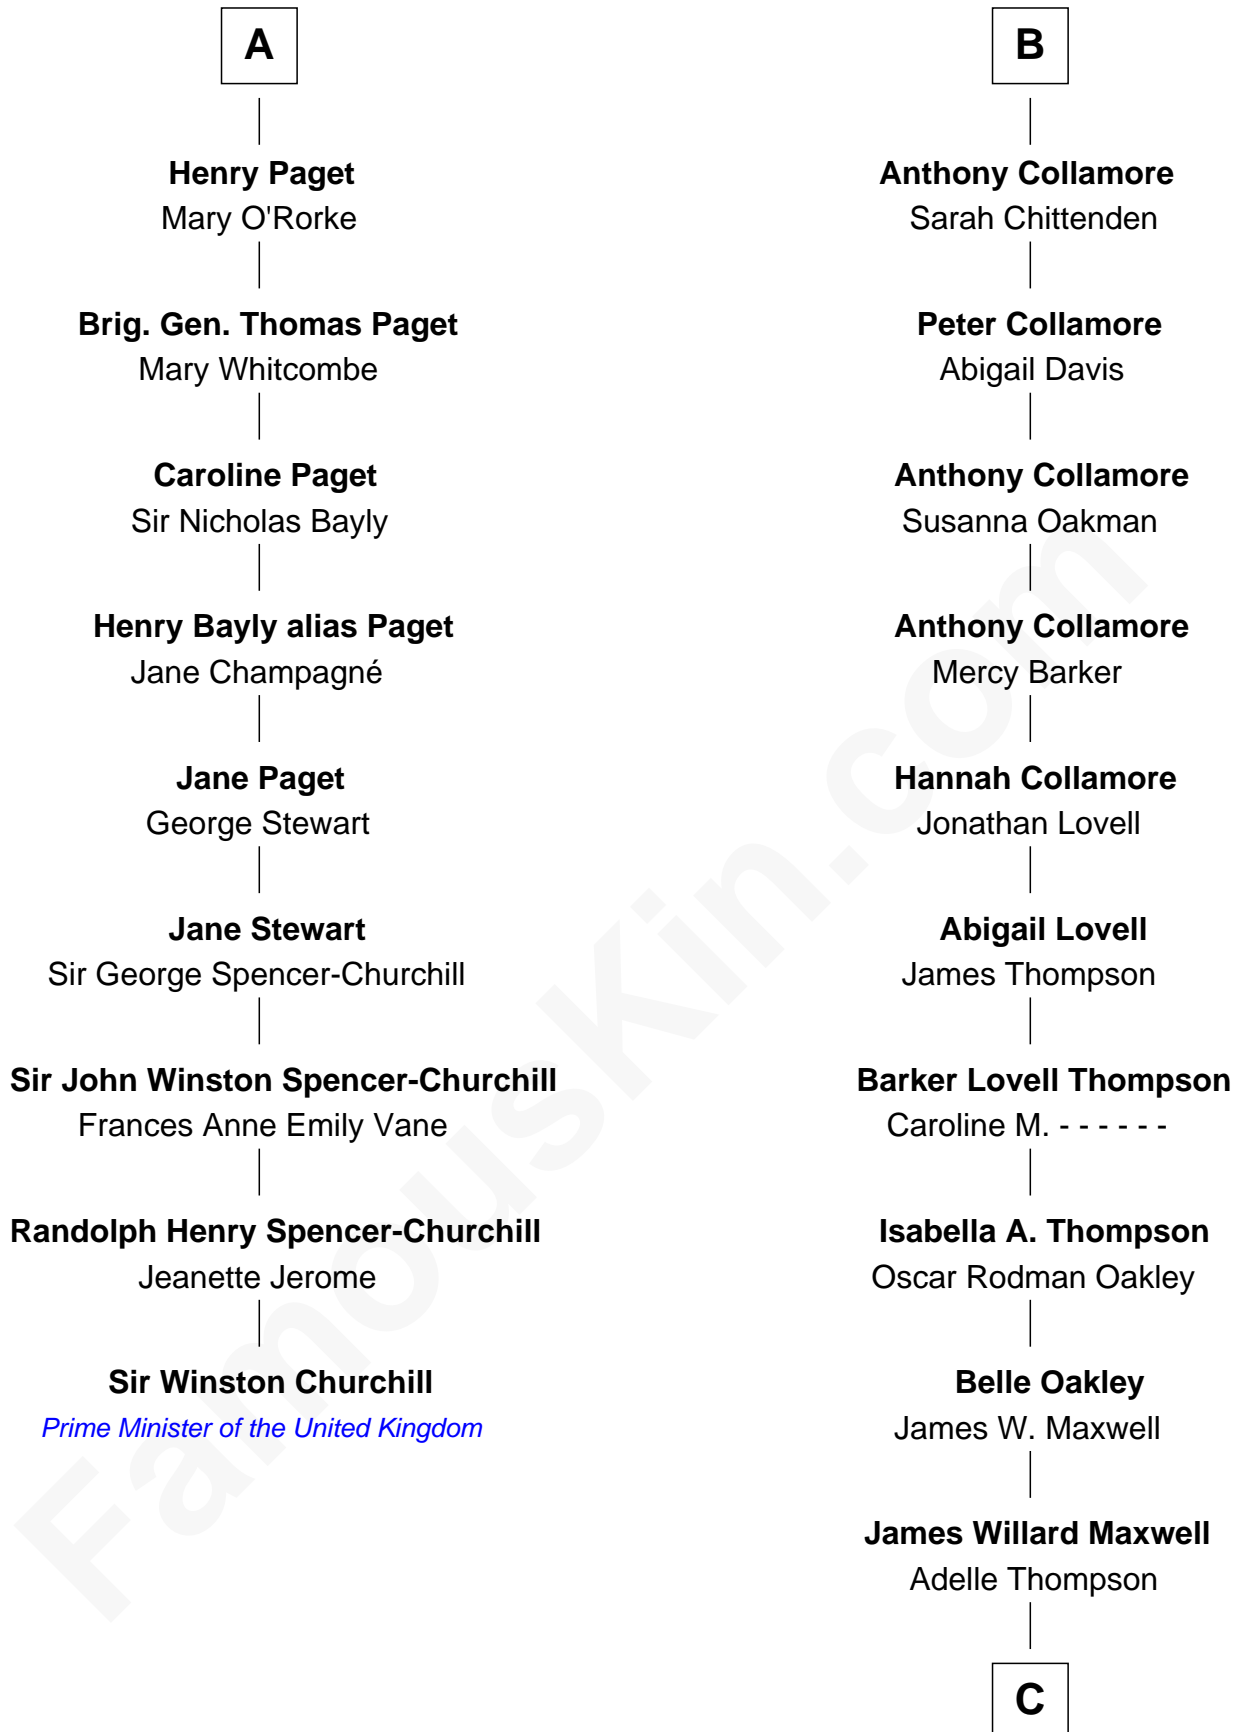 A
Henry Paget
Mary O'Rorke
Brig. Gen. Thomas Paget
Mary Whitcombe
Caroline Paget
Sir Nicholas Bayly
Henry Bayly alias Paget
Jane Champagné
Jane Paget
George Stewart
Jane Stewart
Sir George Spencer-Churchill
Sir John Winston Spencer-Churchill
Frances Anne Emily Vane
Randolph Henry Spencer-Churchill
Jeanette Jerome
Sir Winston Churchill
Prime Minister of the United Kingdom
B
Anthony Collamore
Sarah Chittenden
Peter Collamore
Abigail Davis
Anthony Collamore
Susanna Oakman
Anthony Collamore
Mercy Barker
Hannah Collamore
Jonathan Lovell
Abigail Lovell
James Thompson
Barker Lovell Thompson
Caroline M. - - - - - -
Isabella A. Thompson
Oscar Rodman Oakley
Belle Oakley
James W. Maxwell
James Willard Maxwell
Adelle Thompson
C
FamousKin.com